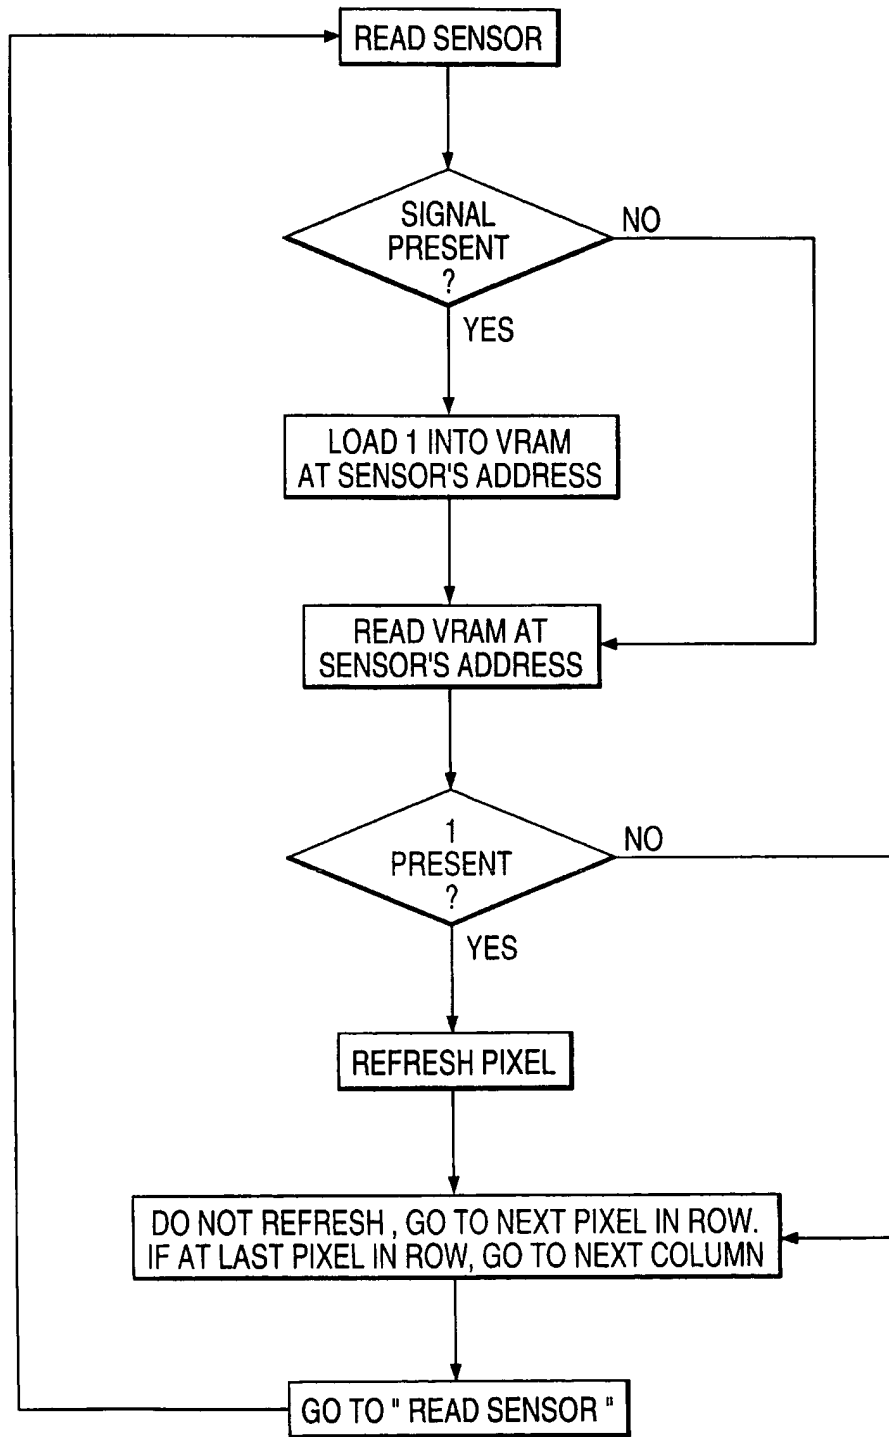 READ SENSOR
SIGNAL
PRESENT
?
NO
YES
LOAD 1 INTO VRAM
AT SENSOR'S ADDRESS
READ VRAM AT
SENSOR'S ADDRESS
1
PRESENT
?
NO
YES
REFRESH PIXEL
DO NOT REFRESH , GO TO NEXT PIXEL IN ROW.
IF AT LAST PIXEL IN ROW, GO TO NEXT COLUMN
GO TO " READ SENSOR "